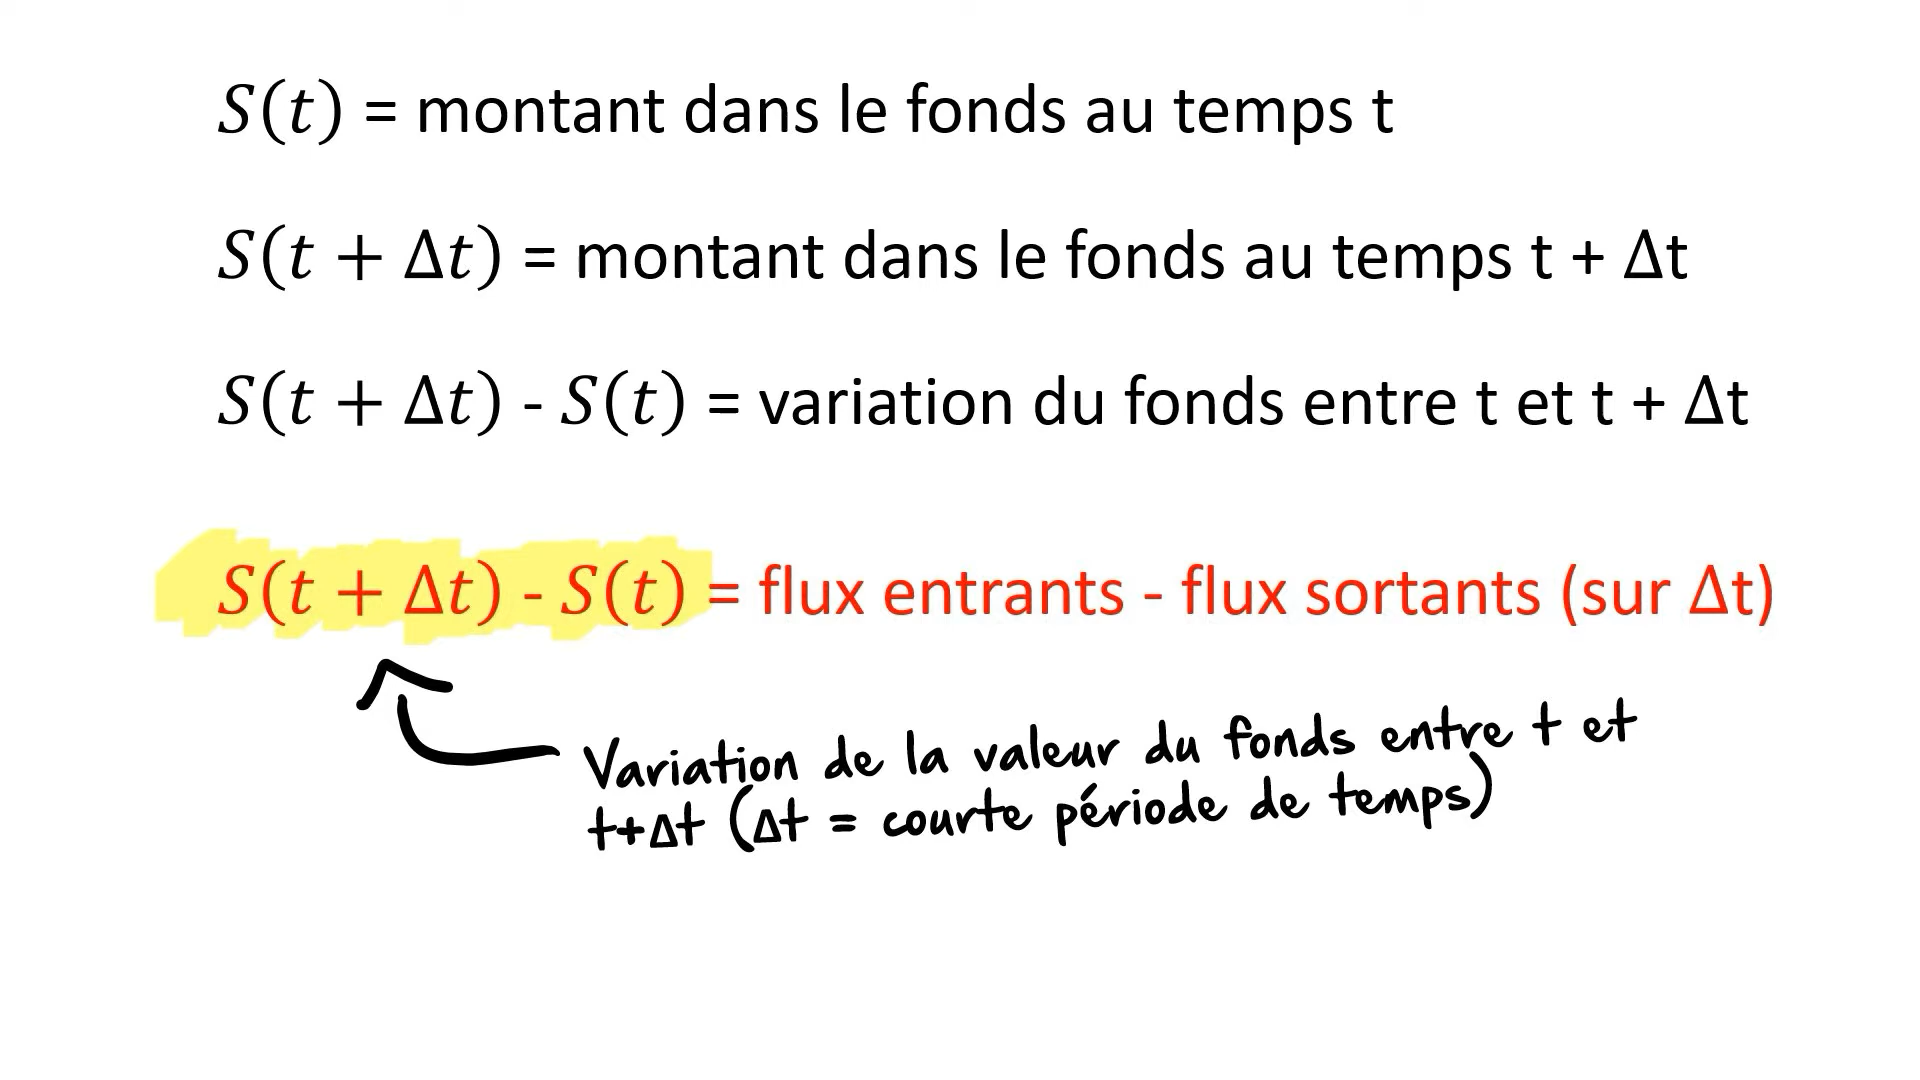 S(t) = montant dans le fonds au temps t
S(t + Δt) = montant dans le fonds au temps t + Δt
S(t + Δt) - S(t) = variation du fonds entre t et t + Δt
S(t + Δt) - S(t) = flux entrants - flux sortants (sur Δt)
Variation de la valeur du fonds entre t et
t+Δt (Δt = courte période de temps)